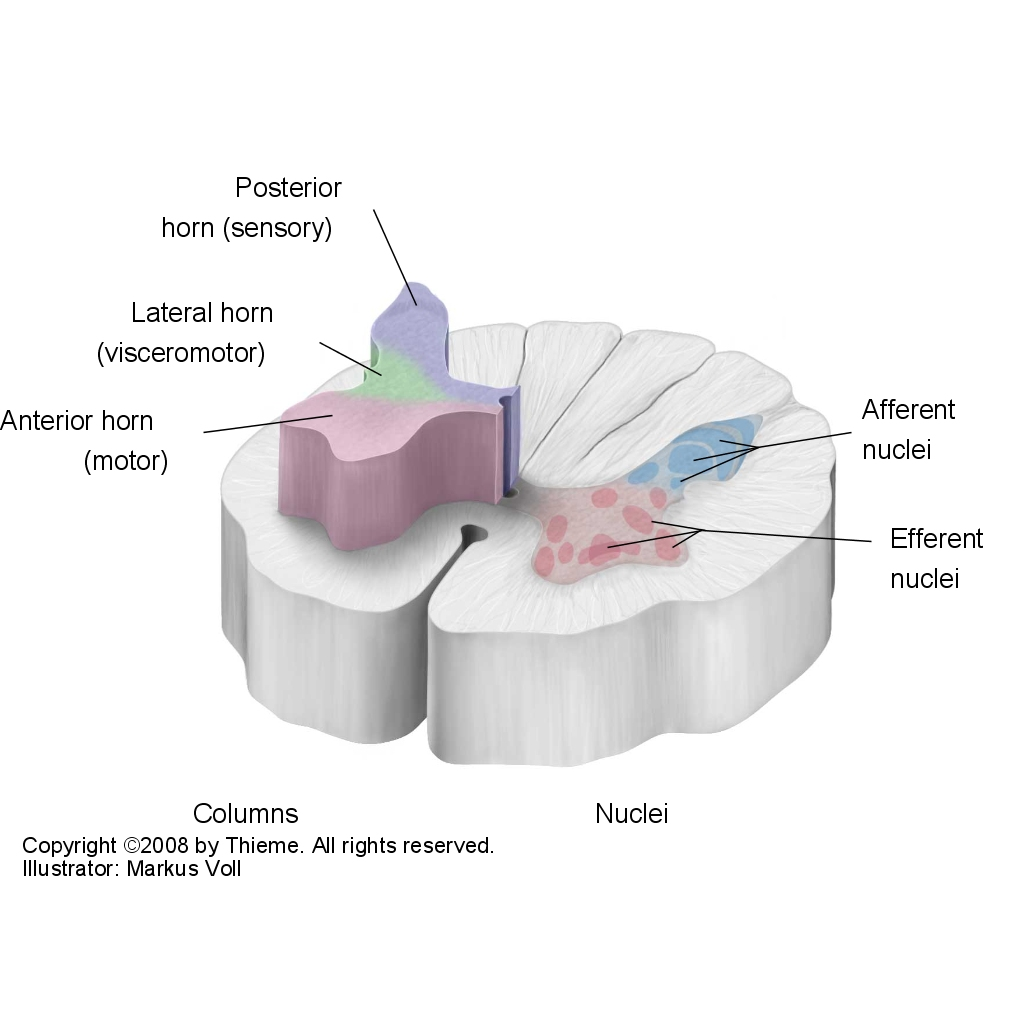 Posterior
horn (sensory)
Lateral horn
(visceromotor)
Anterior horn
(motor)
Afferent
nuclei
Efferent
nuclei
Columns
Nuclei
Copyright ©2008 by Thieme. All rights reserved.
Illustrator: Markus Voll